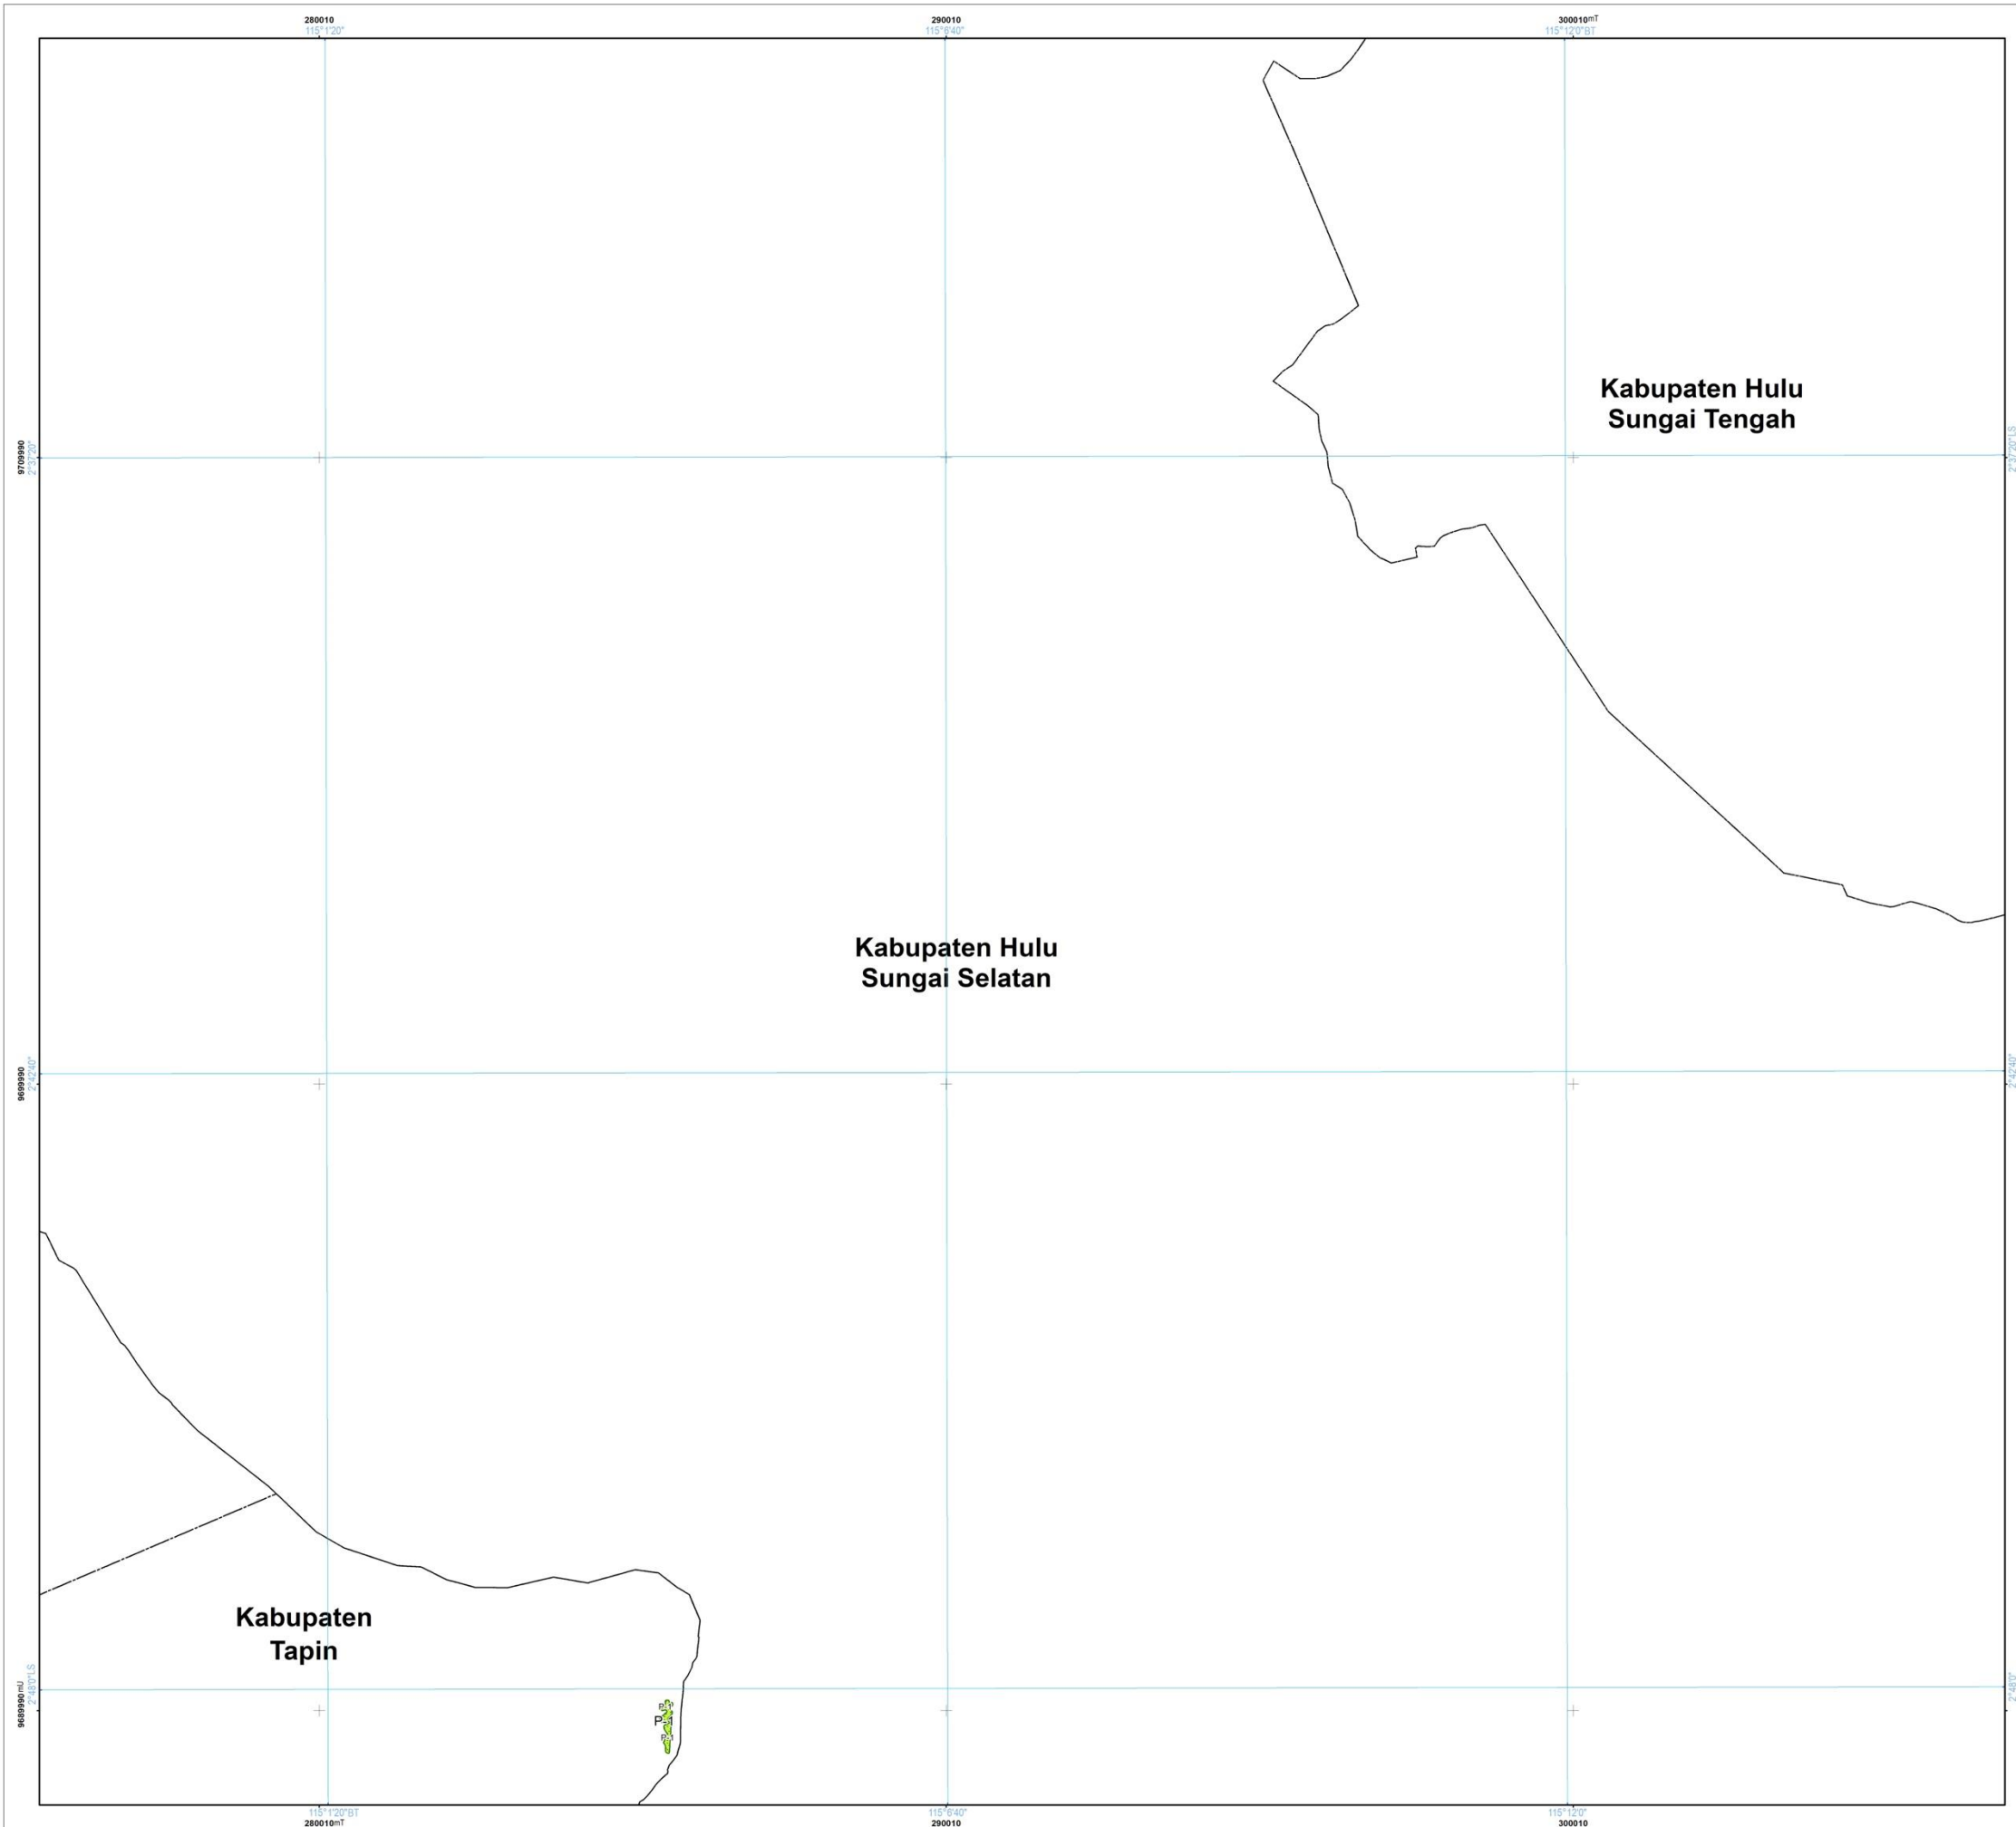 280010
290010
300010mT
115°1'20"
115°6'40"
115°12'0"BT
Kabupaten Hulu
Sungai Tengah
9709990
2°37'20"
2°37'20"LS
Kabupaten Hulu
Sungai Selatan
9699990
2°42'40"
2°42'40"
Kabupaten
Tapin
9689990mU
2°48'0"LS
2°48'0"
115°1'20"BT
115°6'40"
115°12'0"
280010mT
290010
300010